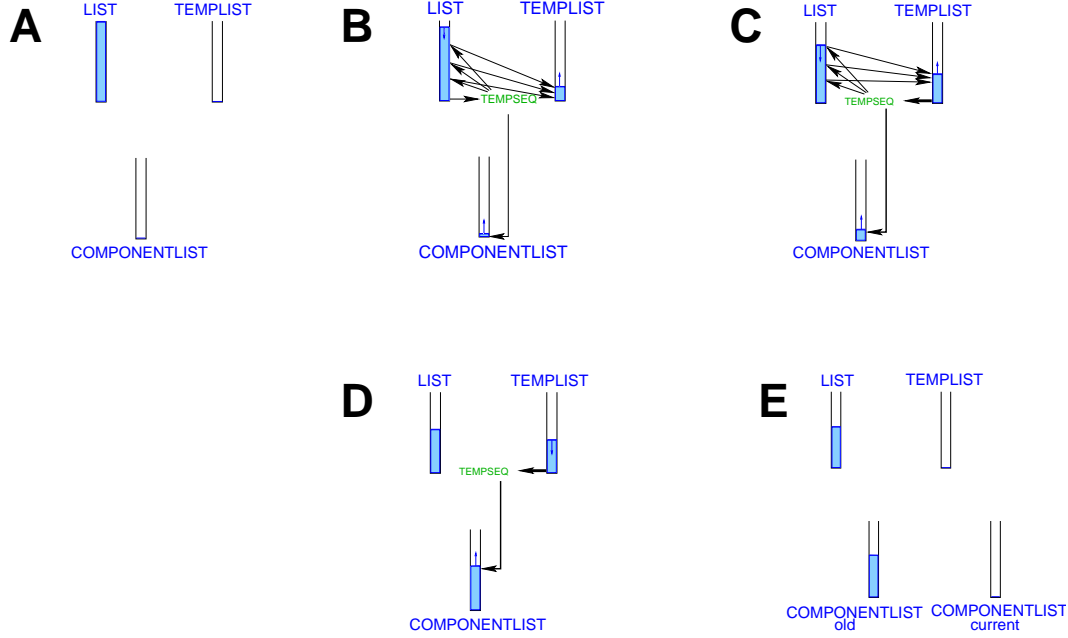 A
LIST
TEMPLIST
COMPONENTLIST
B
LIST
TEMPLIST
TEMPSEQ
COMPONENTLIST
C
LIST
TEMPLIST
TEMPSEQ
COMPONENTLIST
D
LIST
TEMPLIST
TEMPSEQ
COMPONENTLIST
E
LIST
TEMPLIST
COMPONENTLIST
old
COMPONENTLIST
current